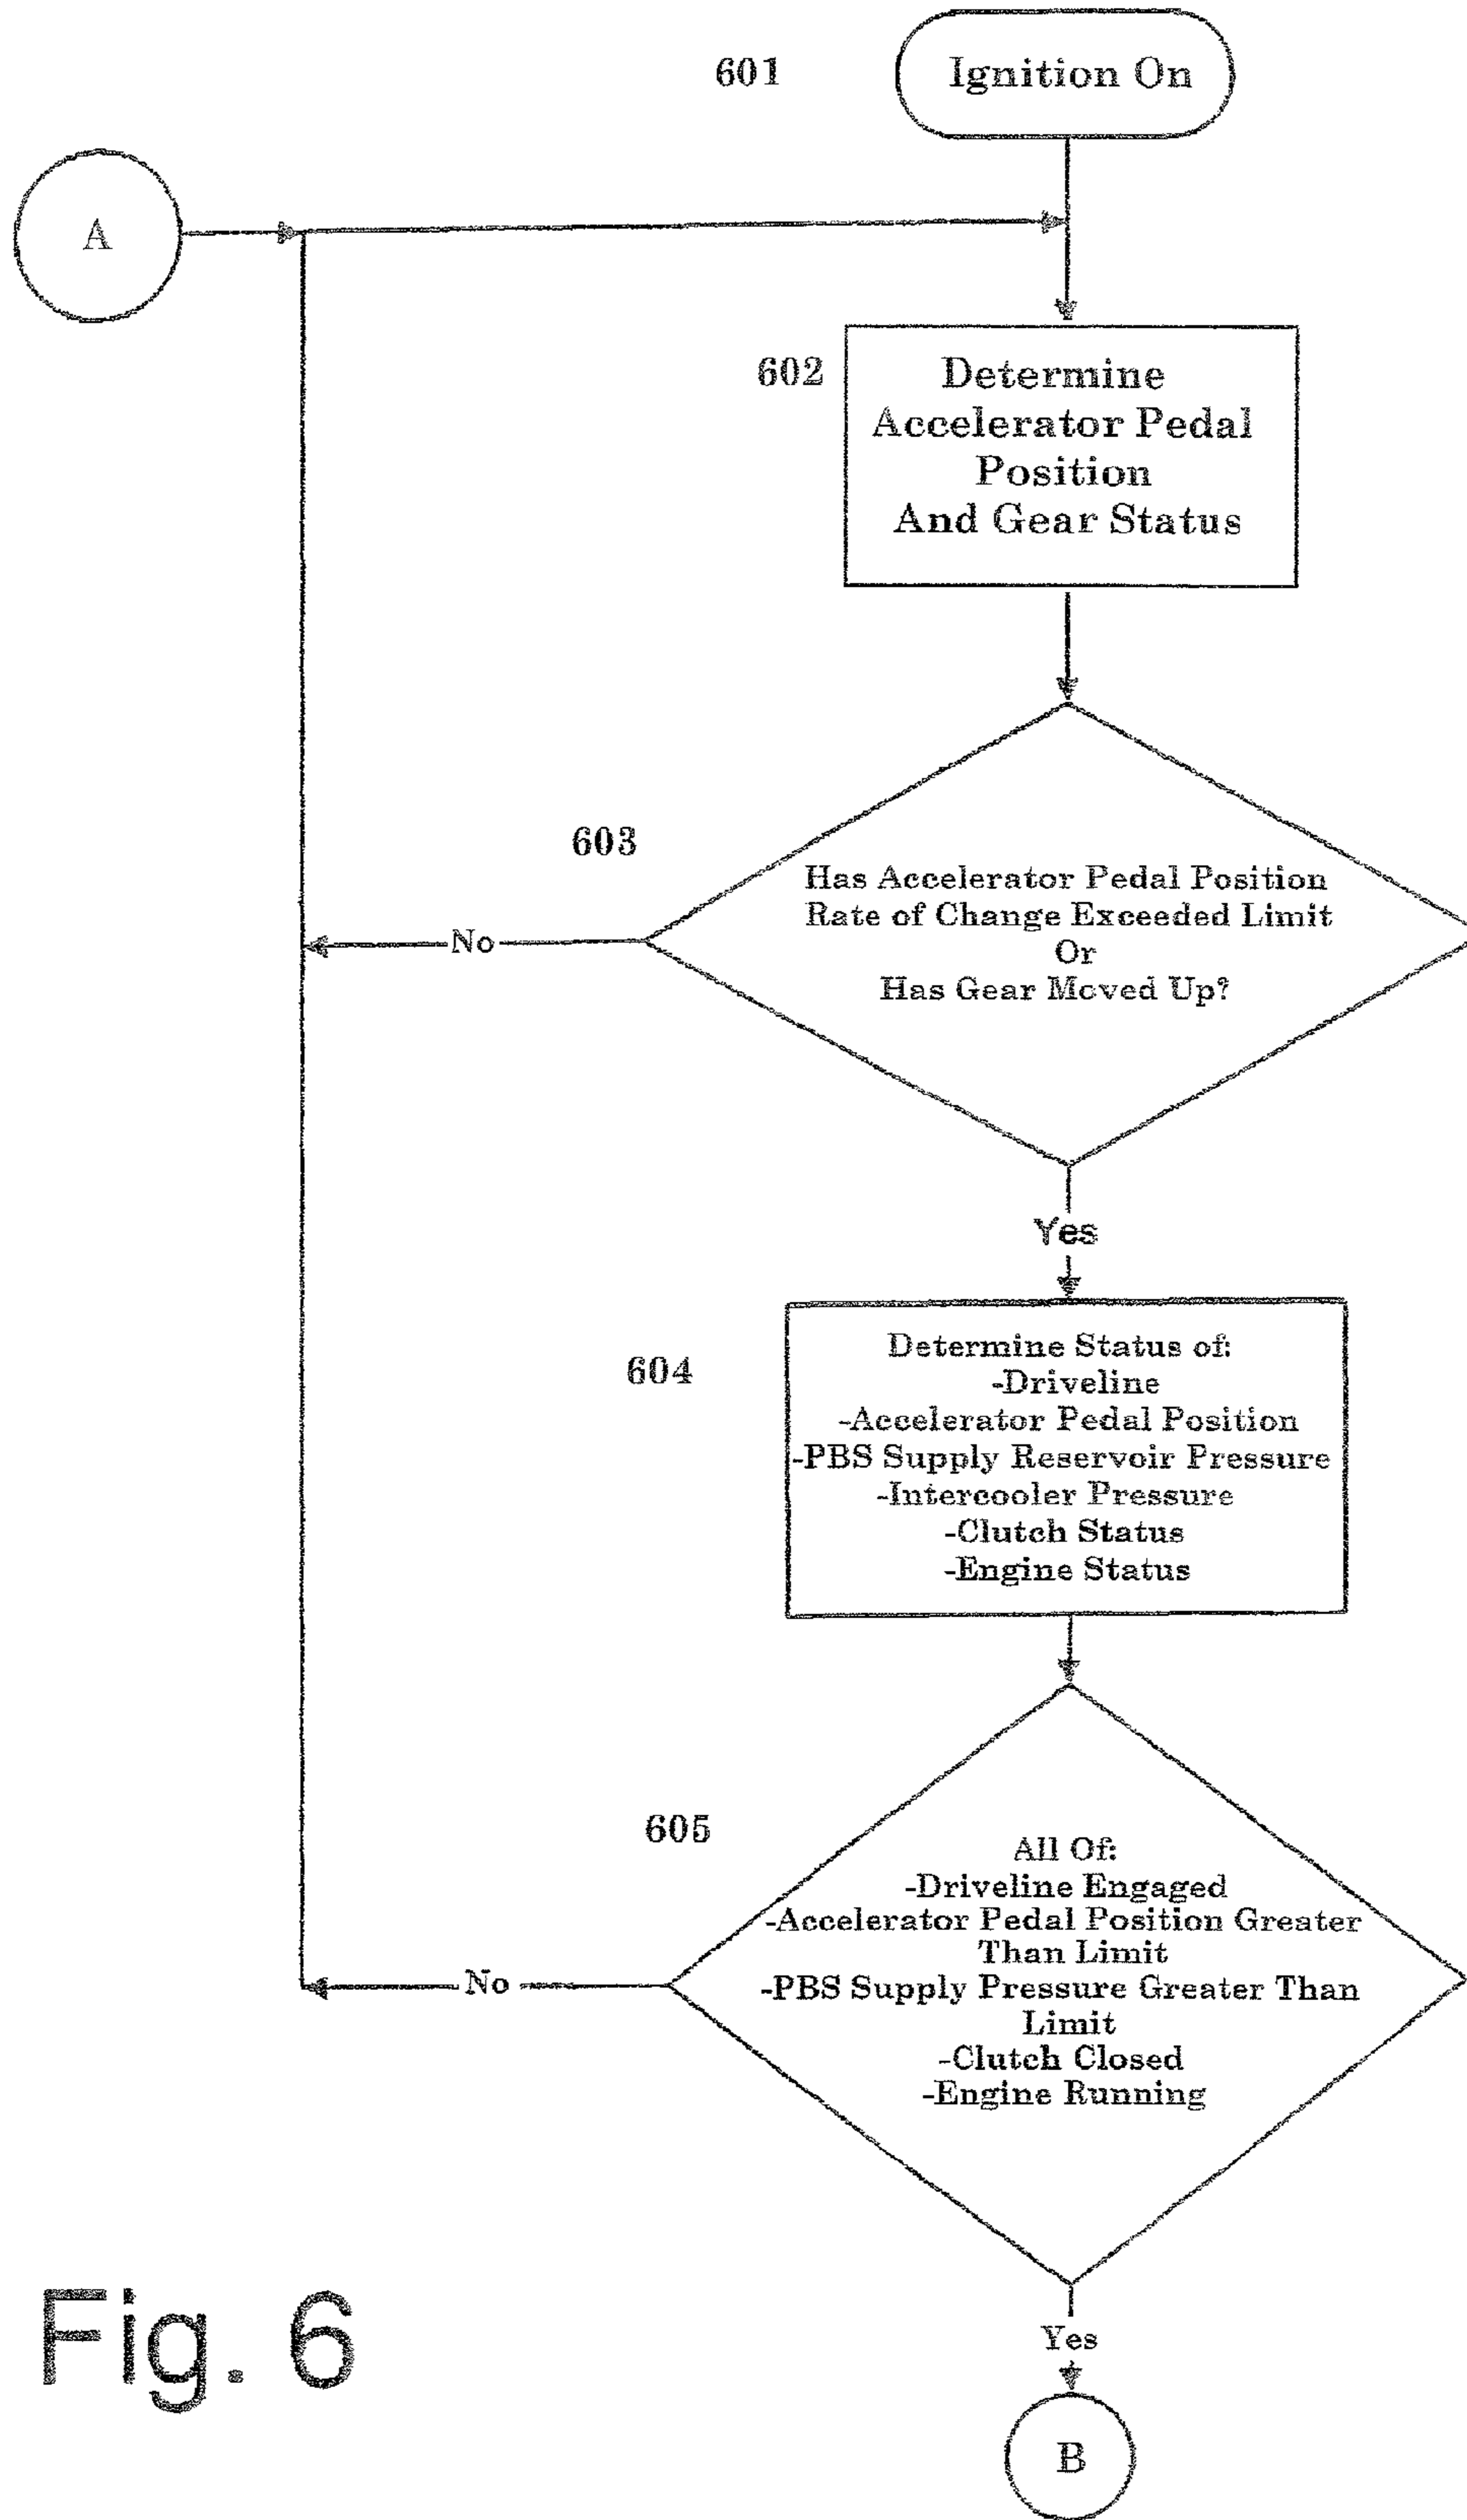 601
Ignition On
A
602
Determine
Accelerator Pedal
Position
And Gear Status
603
Has Accelerator Pedal Position
Rate of Change Exceeded Limit
Or
Has Gear Moved Up?
No
Yes
604
Determine Status of:
-Driveline
-Accelerator Pedal Position
-PBS Supply Reservoir Pressure
-Intercooler Pressure
-Clutch Status
-Engine Status
605
All Of:
-Driveline Engaged
-Accelerator Pedal Position Greater
Than Limit
-PBS Supply Pressure Greater Than
Limit
-Clutch Closed
-Engine Running
No
Yes
B
Fig. 6